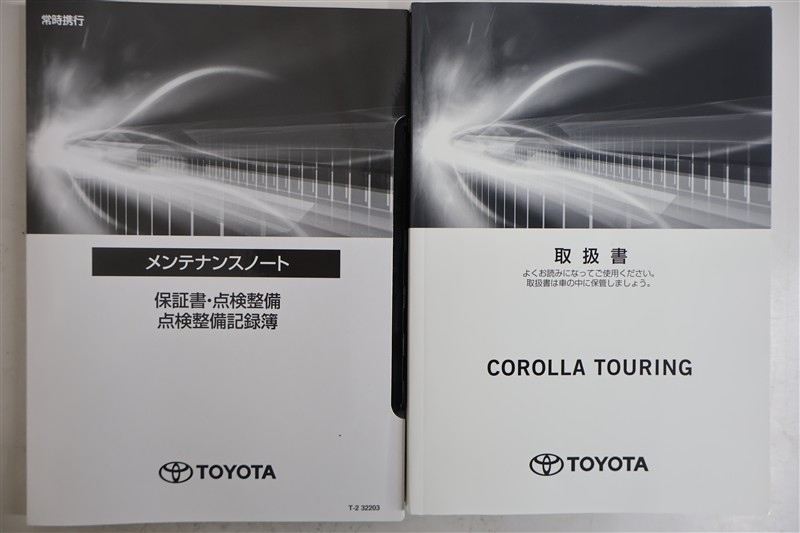 常時携行
メンテナンスノート
保証書・点検整備
点検整備記録簿
TOYOTA
T-2 32203
取扱書
よくお読みになってご使用ください。
取扱書は車の中に保管しましょう。
COROLLA TOURING
TOYOTA